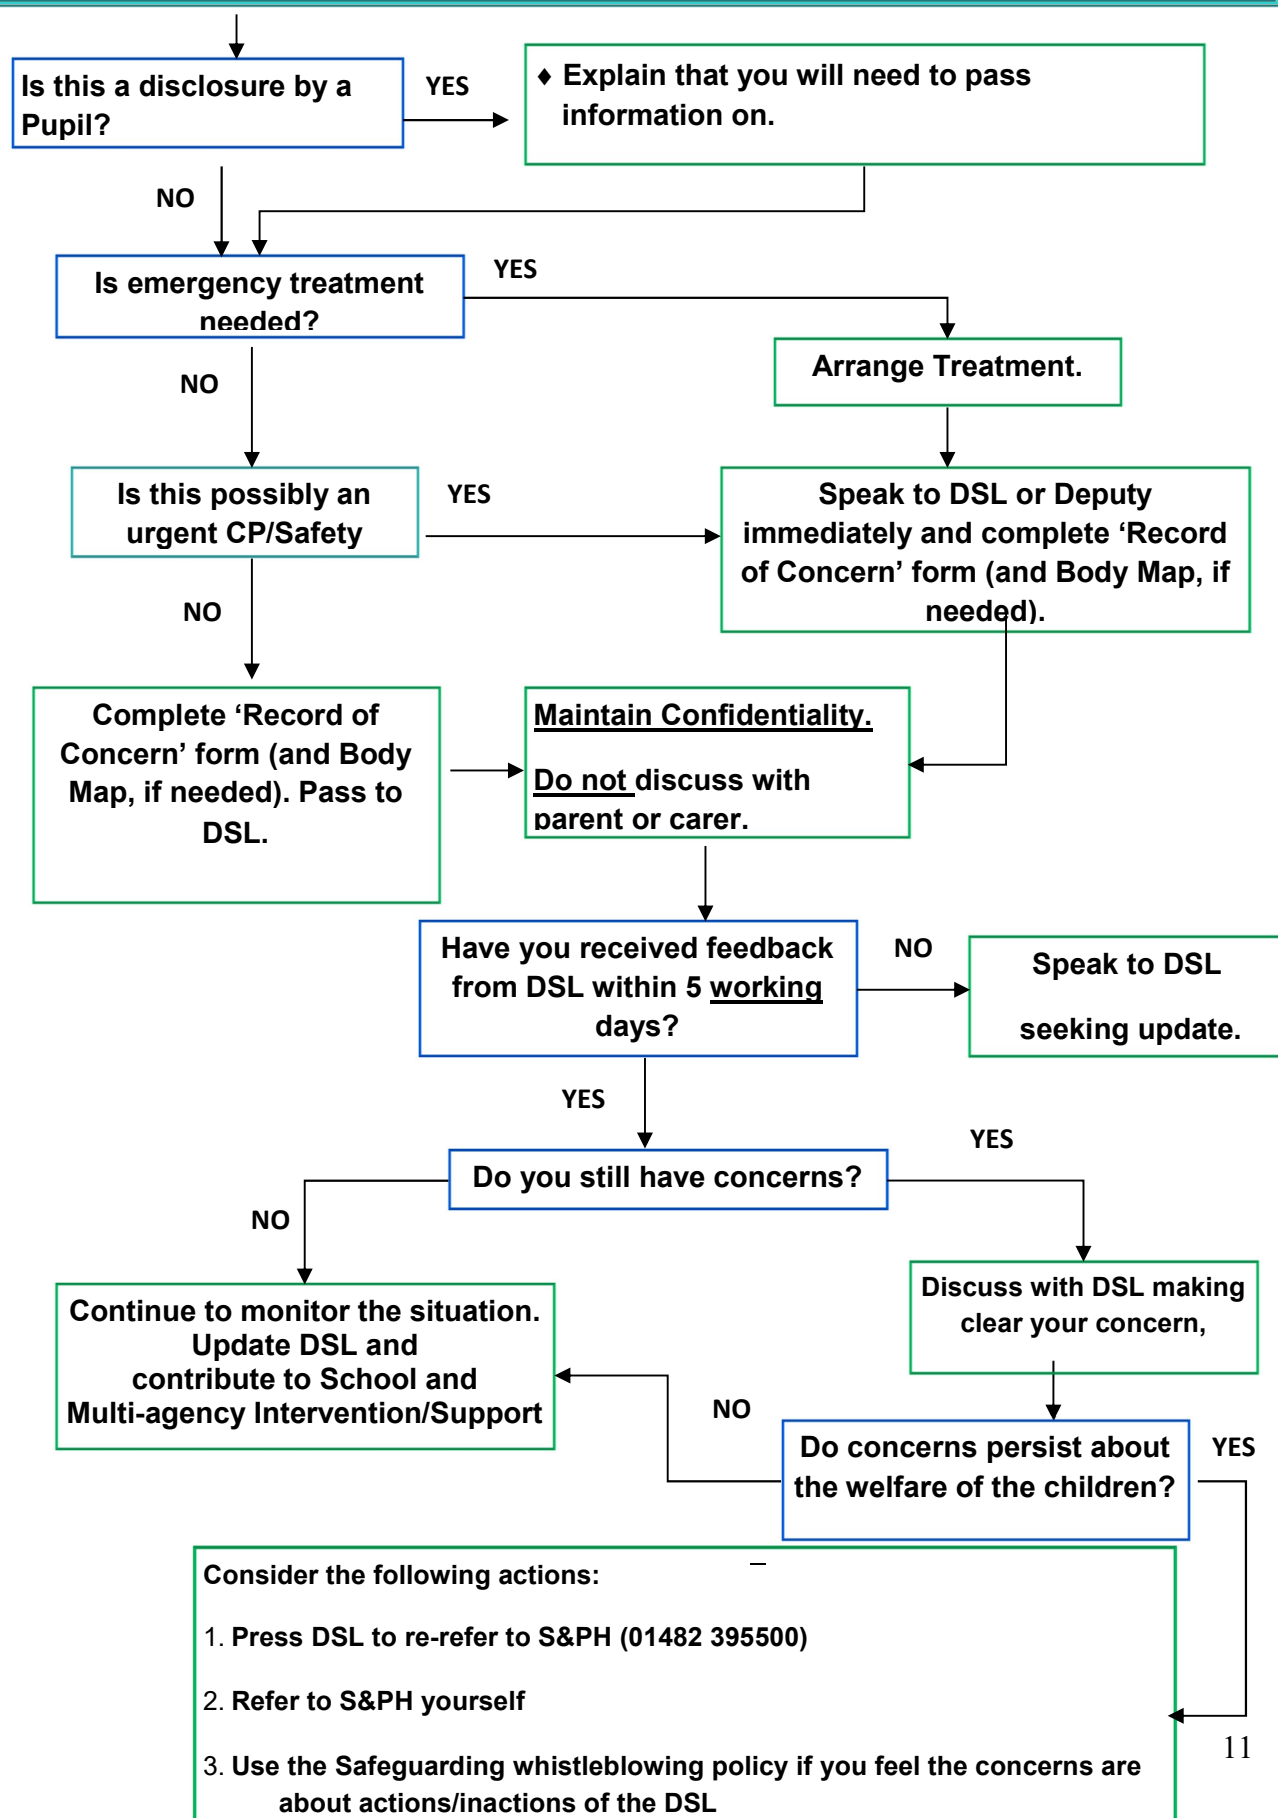 Is this a disclosure by a
Pupil?
YES
♦ Explain that you will need to pass
information on.
NO
Is emergency treatment
needed?
YES
Arrange Treatment.
NO
Is this possibly an
urgent CP/Safety
YES
Speak to DSL or Deputy
immediately and complete ‘Record
of Concern’ form (and Body Map, if
needed).
NO
Complete ‘Record of
Concern’ form (and Body
Map, if needed). Pass to
DSL.
Maintain Confidentiality.
Do not discuss with
parent or carer.
Have you received feedback
from DSL within 5 working
days?
NO
Speak to DSL
seeking update.
YES
Do you still have concerns?
YES
NO
Continue to monitor the situation.
Update DSL and
contribute to School and
Multi-agency Intervention/Support
Discuss with DSL making
clear your concern,
NO
Do concerns persist about
the welfare of the children?
YES
Consider the following actions:
1. Press DSL to re-refer to S&PH (01482 395500)
2. Refer to S&PH yourself
3. Use the Safeguarding whistleblowing policy if you feel the concerns are
about actions/inactions of the DSL
11